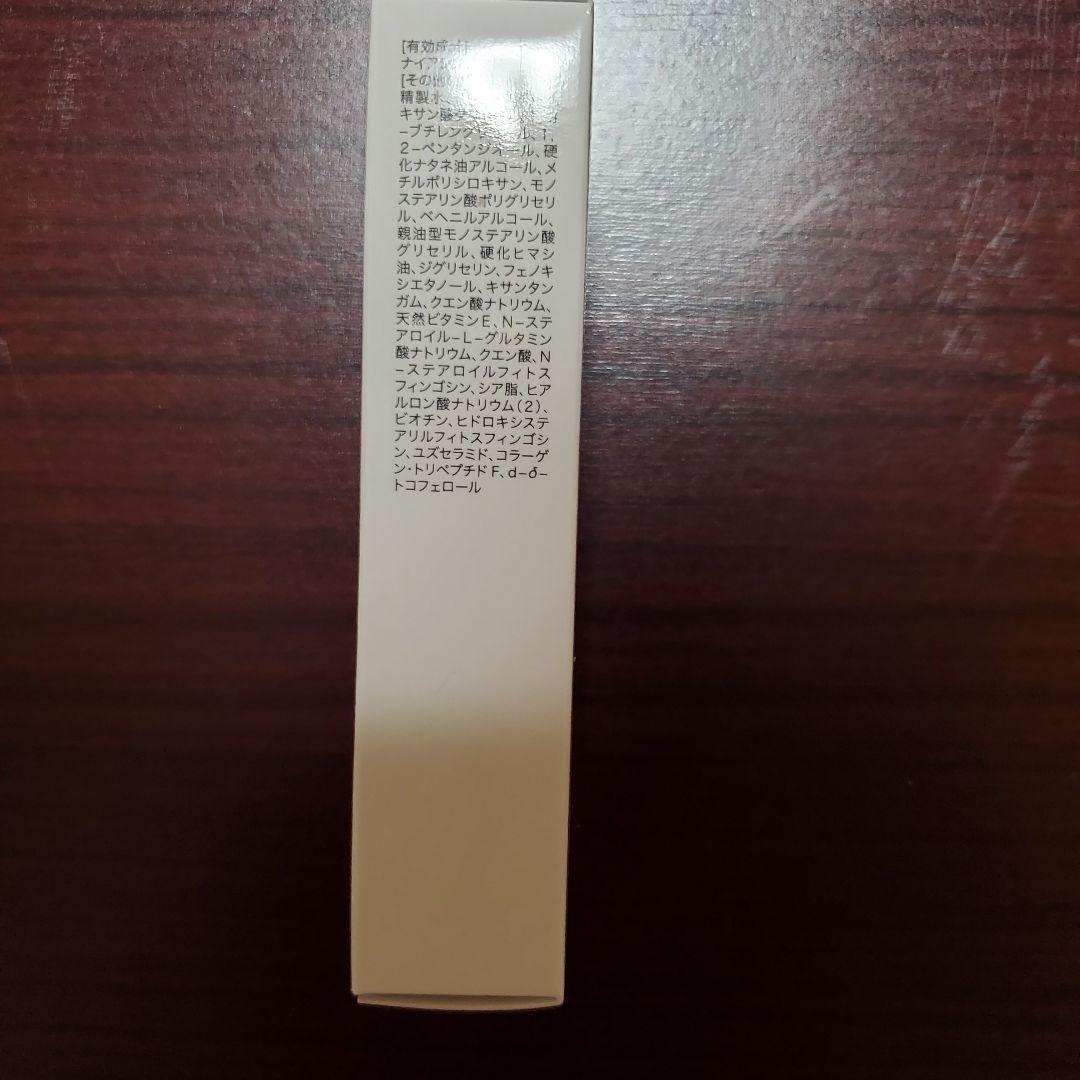 [有効成分]
ナイア
[その他
精製水、
キサン酸
-ブチレングリコール、1,
2-ペンタンジオール、硬
化ナタネ油アルコール、メ
チルポリシロキサン、モノ
ステアリン酸ポリグリセリ
ル、ベヘニルアルコール、
親油型モノステアリン酸
グリセリル、硬化ヒマシ
油、ジグリセリン、フェノキ
シエタノール、キサンタン
ガム、クエン酸ナトリウム、
天然ビタミンE、N-ステ
アロイル-L-グルタミン
酸ナトリウム、クエン酸、N
-ステアロイルフィトス
フィンゴシン、シア脂、ヒア
ルロン酸ナトリウム(2)、
ビオチン、ヒドロキシステ
アリルフィトスフィンゴシ
ン、ユズセラミド、コラーゲ
ン・トリペプチドF、d-δ-
トコフェロール